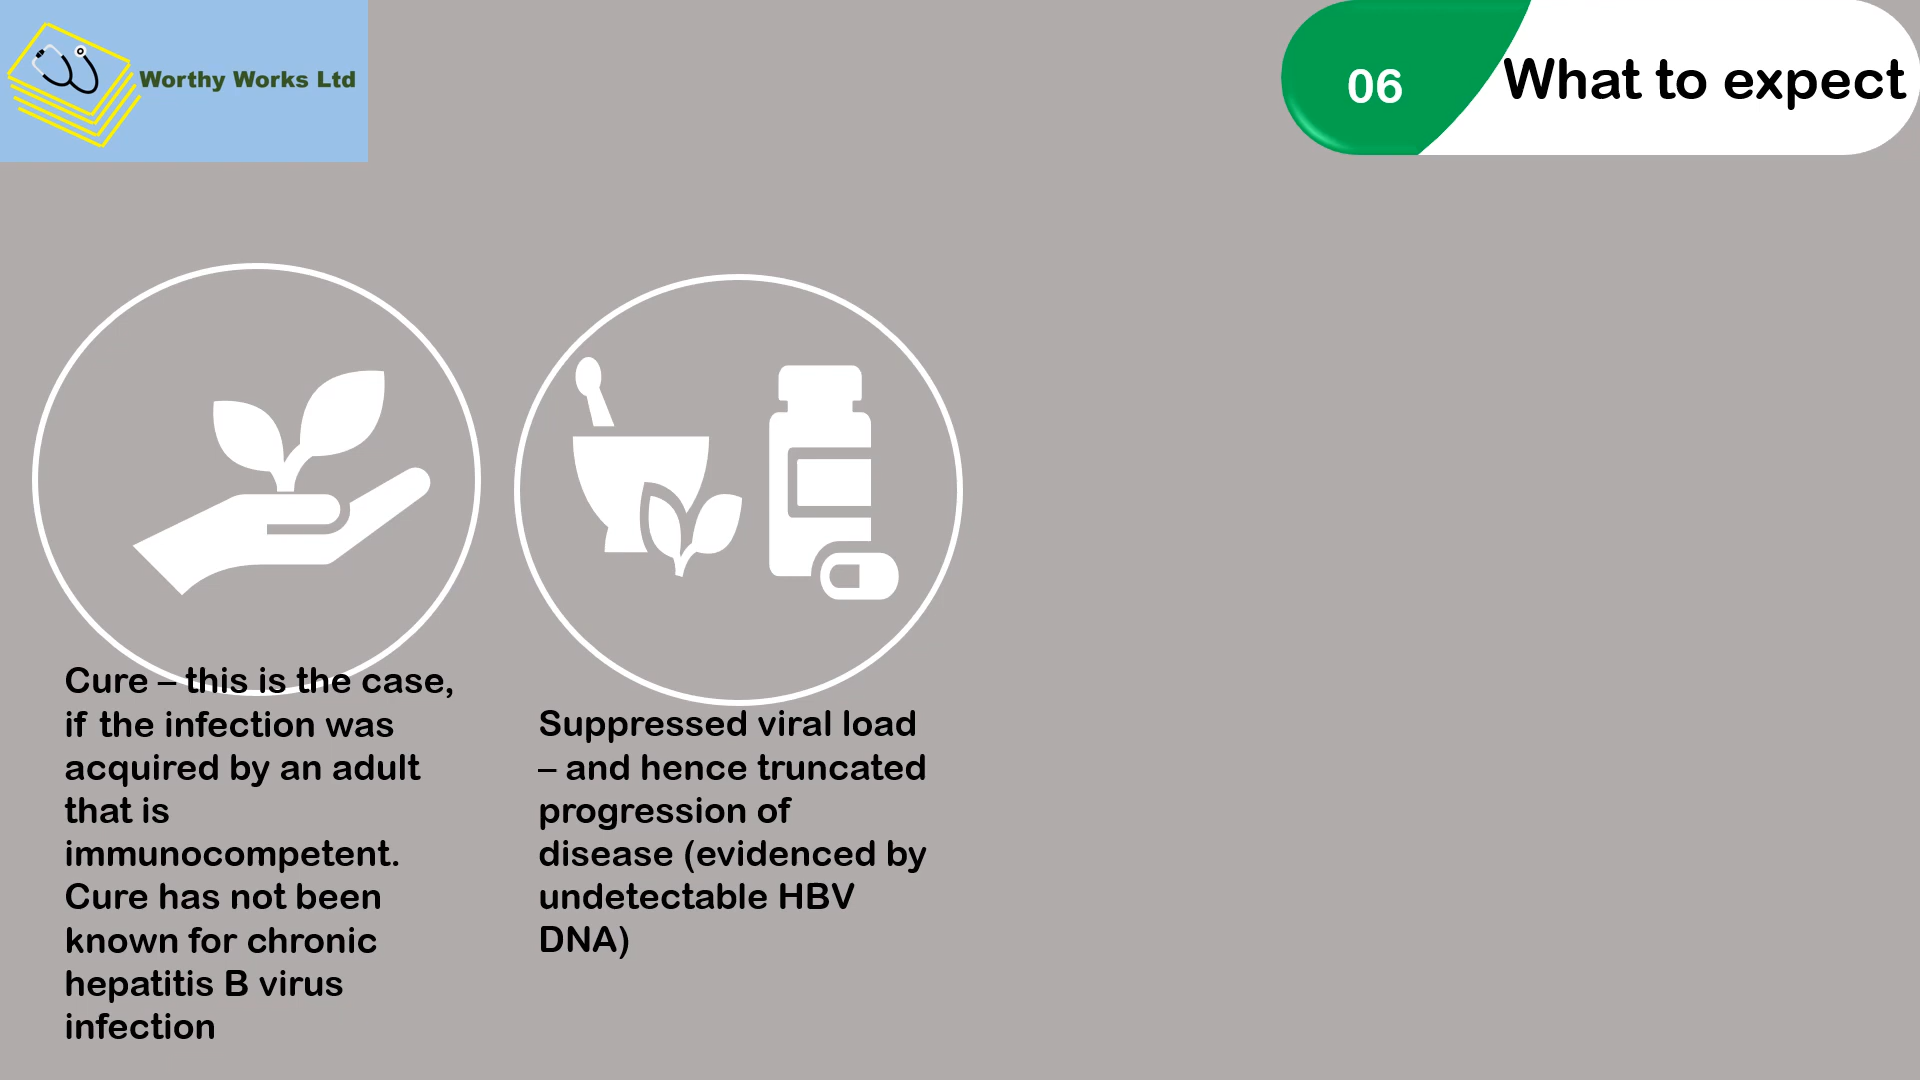 Worthy Works Ltd
06
What to expect
Cure – this is the case,
if the infection was
acquired by an adult
that is
immunocompetent.
Cure has not been
known for chronic
hepatitis B virus
infection
Suppressed viral load
– and hence truncated
progression of
disease (evidenced by
undetectable HBV
DNA)